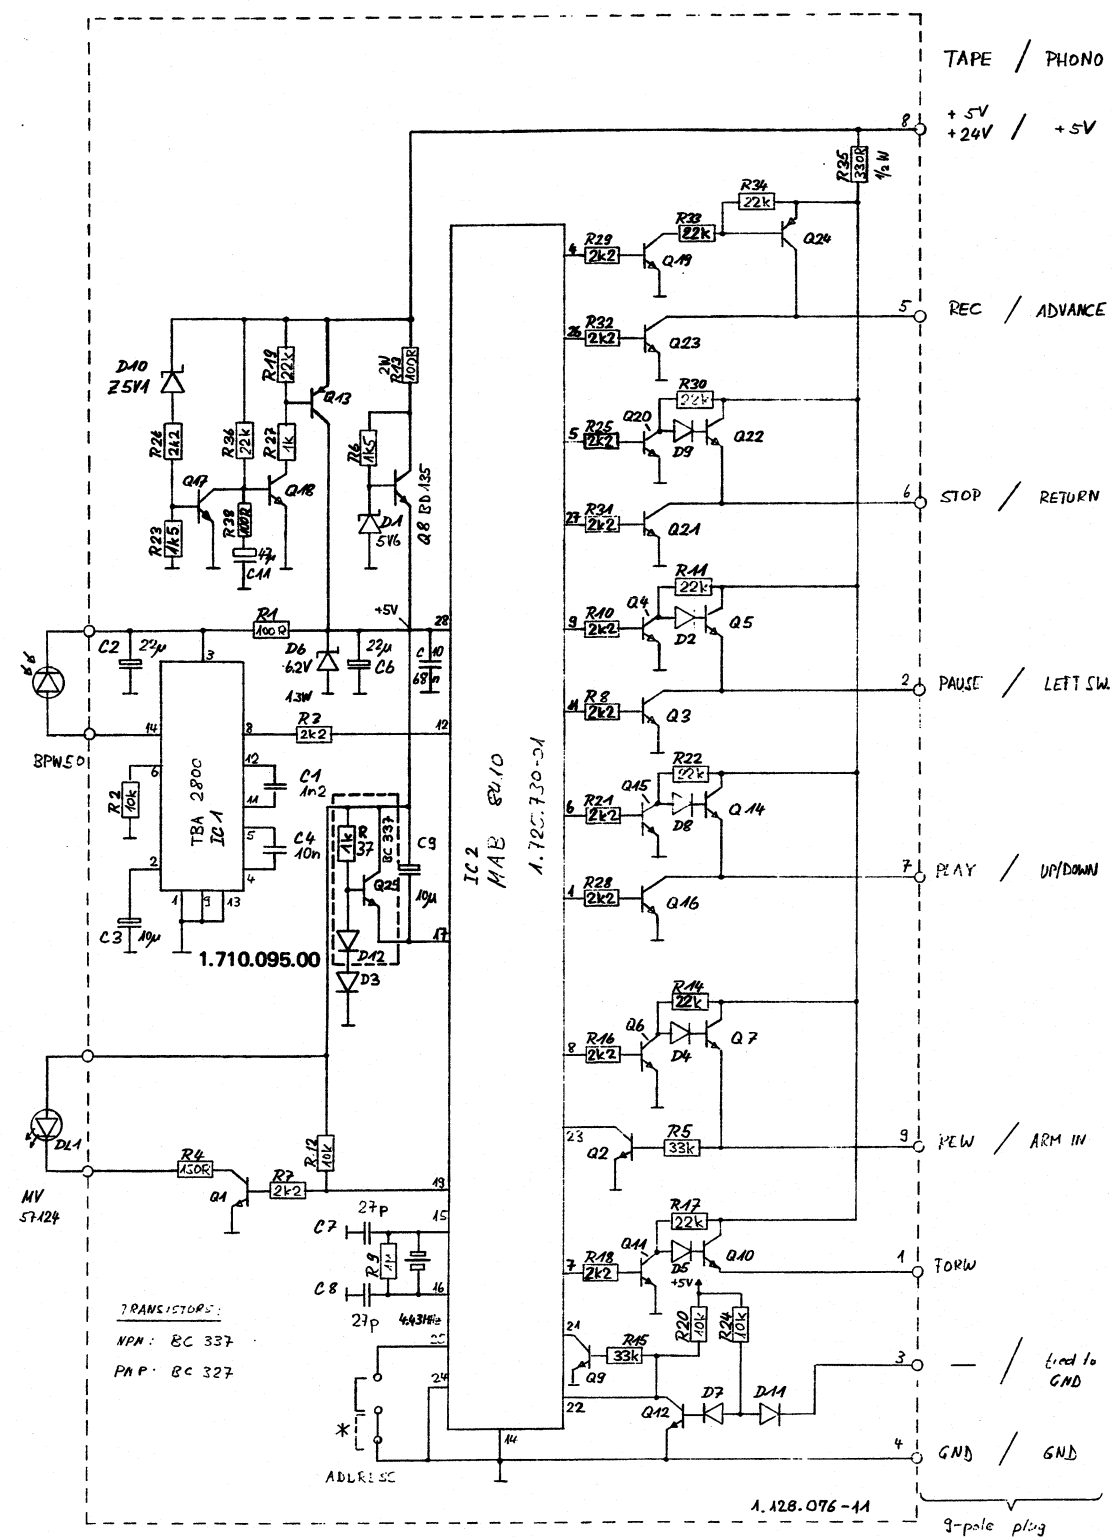 TAPE / PHONO
8 +5V +24V / +5V
R35 330R 1/2 W
R34 22k
R33 22k
Q24
4 R29 2k2
Q19
5 REC / ADVANCE
26 R32 2k2
Q23
D10 Z5V1
R19 22k
2W R13 100R
Q13
R30 22k
Q20
D9
Q22
5 R25 2k2
R26 2k2
R36 22k
R27 1k
R6 1k5
Q17
Q18
Q8 BD135
6 STOP / RETURN
27 R31 2k2
Q21
R23 1k5
R38 100R
47µ C11
D1 5V6
R11 22k
Q4
D2
Q5
+5V
28
9 R10 2k2
R1 100R
C2 22µ
3
D6 6.2V 1.3W
22µ C6
C 10 68n
2 PAUSE / LEFT SW.
11 R8 2k2
Q3
BPW50
14
8 R3 2k2 12
6
R2 10k
TBA 2800 IC1
12 C1 1n2
11
5 C4 10n
4
2
1 9 13
C3 10µ
1.710.095.00
IC2 MAB 8410
1.725.730-01
R22 22k
Q15
D8
Q14
6 R21 2k2
R 37 1k
BC 337
Q25
C9 10µ
7 PLAY / UP/DOWN
1 R28 2k2
Q16
17
D12
D3
R14 22k
Q6
D4
Q7
8 R16 2k2
DL1
MV 57124
R4 150R
Q1
R7 2k2
R12 10k
19
23
Q2
R5 33k
9 REW / ARM IN
C7 27p
15
R9 1M
C8 27p
16
4.43MHz
R17 22k
Q11
D5
Q10
7 R18 2k2
1 FORW
+5V
R20 10k
R24 10k
21 R15 33k
Q9
22
Q12
D7
D11
3 — / tied to GND
TRANSISTORS:
NPN: BC 337
PNP: BC 327
25
24
*
ADDRESS
14
4 GND / GND
1.128.076-11
9-pole plug